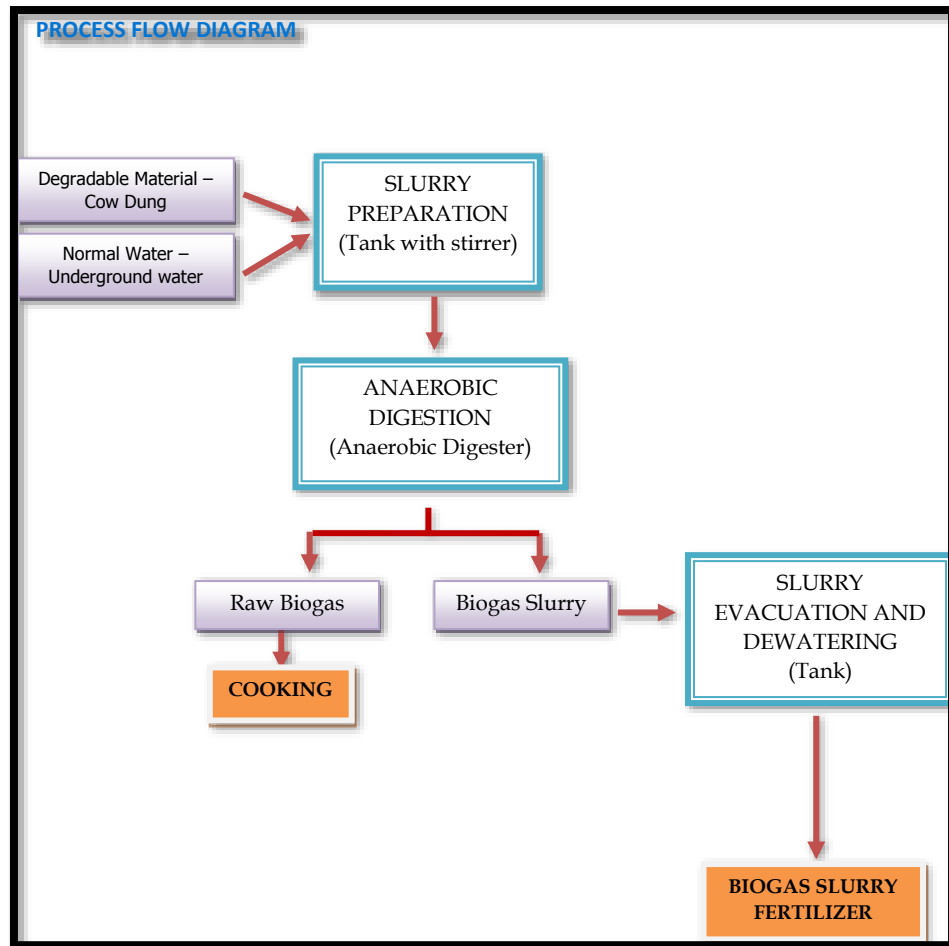 PROCESS FLOW DIAGRAM
Degradable Material –
Cow Dung
Normal Water –
Underground water
SLURRY
PREPARATION
(Tank with stirrer)
ANAEROBIC
DIGESTION
(Anaerobic Digester)
Raw Biogas
Biogas Slurry
COOKING
SLURRY
EVACUATION AND
DEWATERING
(Tank)
BIOGAS SLURRY
FERTILIZER